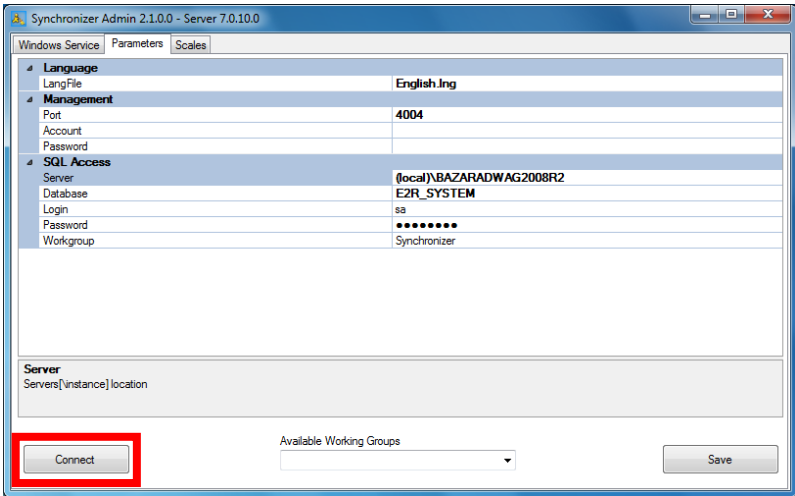 Synchronizer Admin 2.1.0.0 - Server 7.0.10.0
Windows Service Parameters Scales
Language
LangFile English.lng
Management
Port 4004
Account
Password
SQL Access
Server (local)\BAZARADWAG2008R2
Database E2R_SYSTEM
Login sa
Password ●●●●●●●●
Workgroup Synchronizer
Server
Servers[\instance] location
Available Working Groups
Connect Save